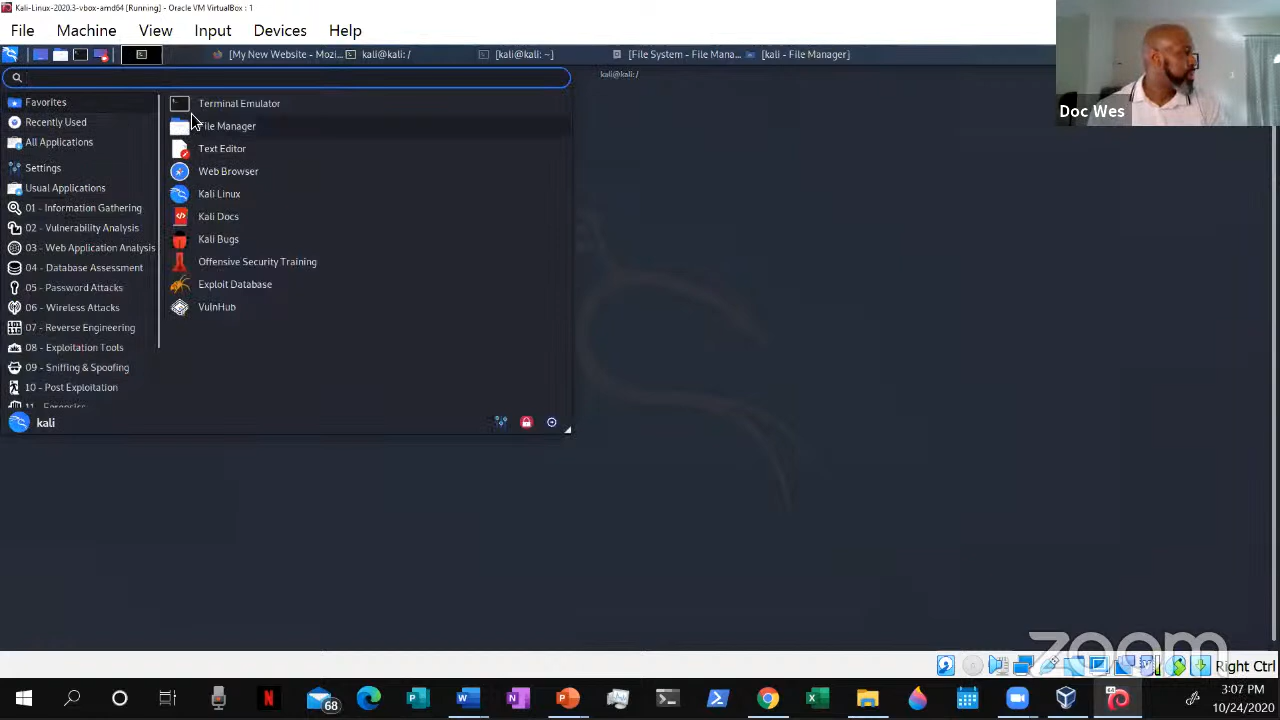 Kali-Linux-2020.3-vbox-amd64 [Running] - Oracle VM VirtualBox : 1
File Machine View Input Devices Help
[My New Website - Mozi... kali@kali: / [kali@kali: ~] [File System - File Mana... [kali - File Manager]
kali@kali: /
Favorites
Recently Used
All Applications
Settings
Usual Applications
01 - Information Gathering
02 - Vulnerability Analysis
03 - Web Application Analysis
04 - Database Assessment
05 - Password Attacks
06 - Wireless Attacks
07 - Reverse Engineering
08 - Exploitation Tools
09 - Sniffing & Spoofing
10 - Post Exploitation
11 - Forensics
Terminal Emulator
File Manager
Text Editor
Web Browser
Kali Linux
Kali Docs
Kali Bugs
Offensive Security Training
Exploit Database
VulnHub
kali
Doc Wes
zoom
Right Ctrl
68
3:07 PM
10/24/2020